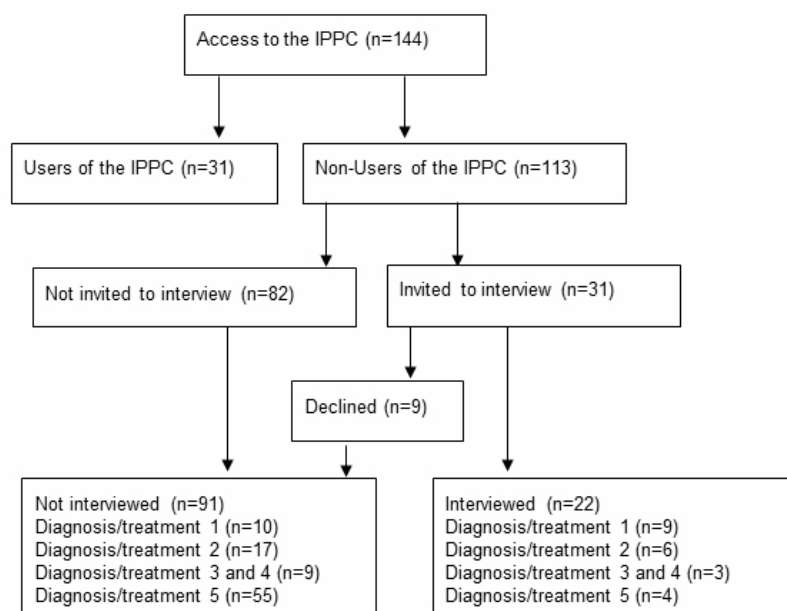 Access to the IPPC (n=144)
Users of the IPPC (n=31)
Non-Users of the IPPC (n=113)
Not invited to interview (n=82)
Invited to interview (n=31)
Declined (n=9)
Not interviewed (n=91)
Diagnosis/treatment 1 (n=10)
Diagnosis/treatment 2 (n=17)
Diagnosis/treatment 3 and 4 (n=9)
Diagnosis/treatment 5 (n=55)
Interviewed (n=22)
Diagnosis/treatment 1 (n=9)
Diagnosis/treatment 2 (n=6)
Diagnosis/treatment 3 and 4 (n=3)
Diagnosis/treatment 5 (n=4)